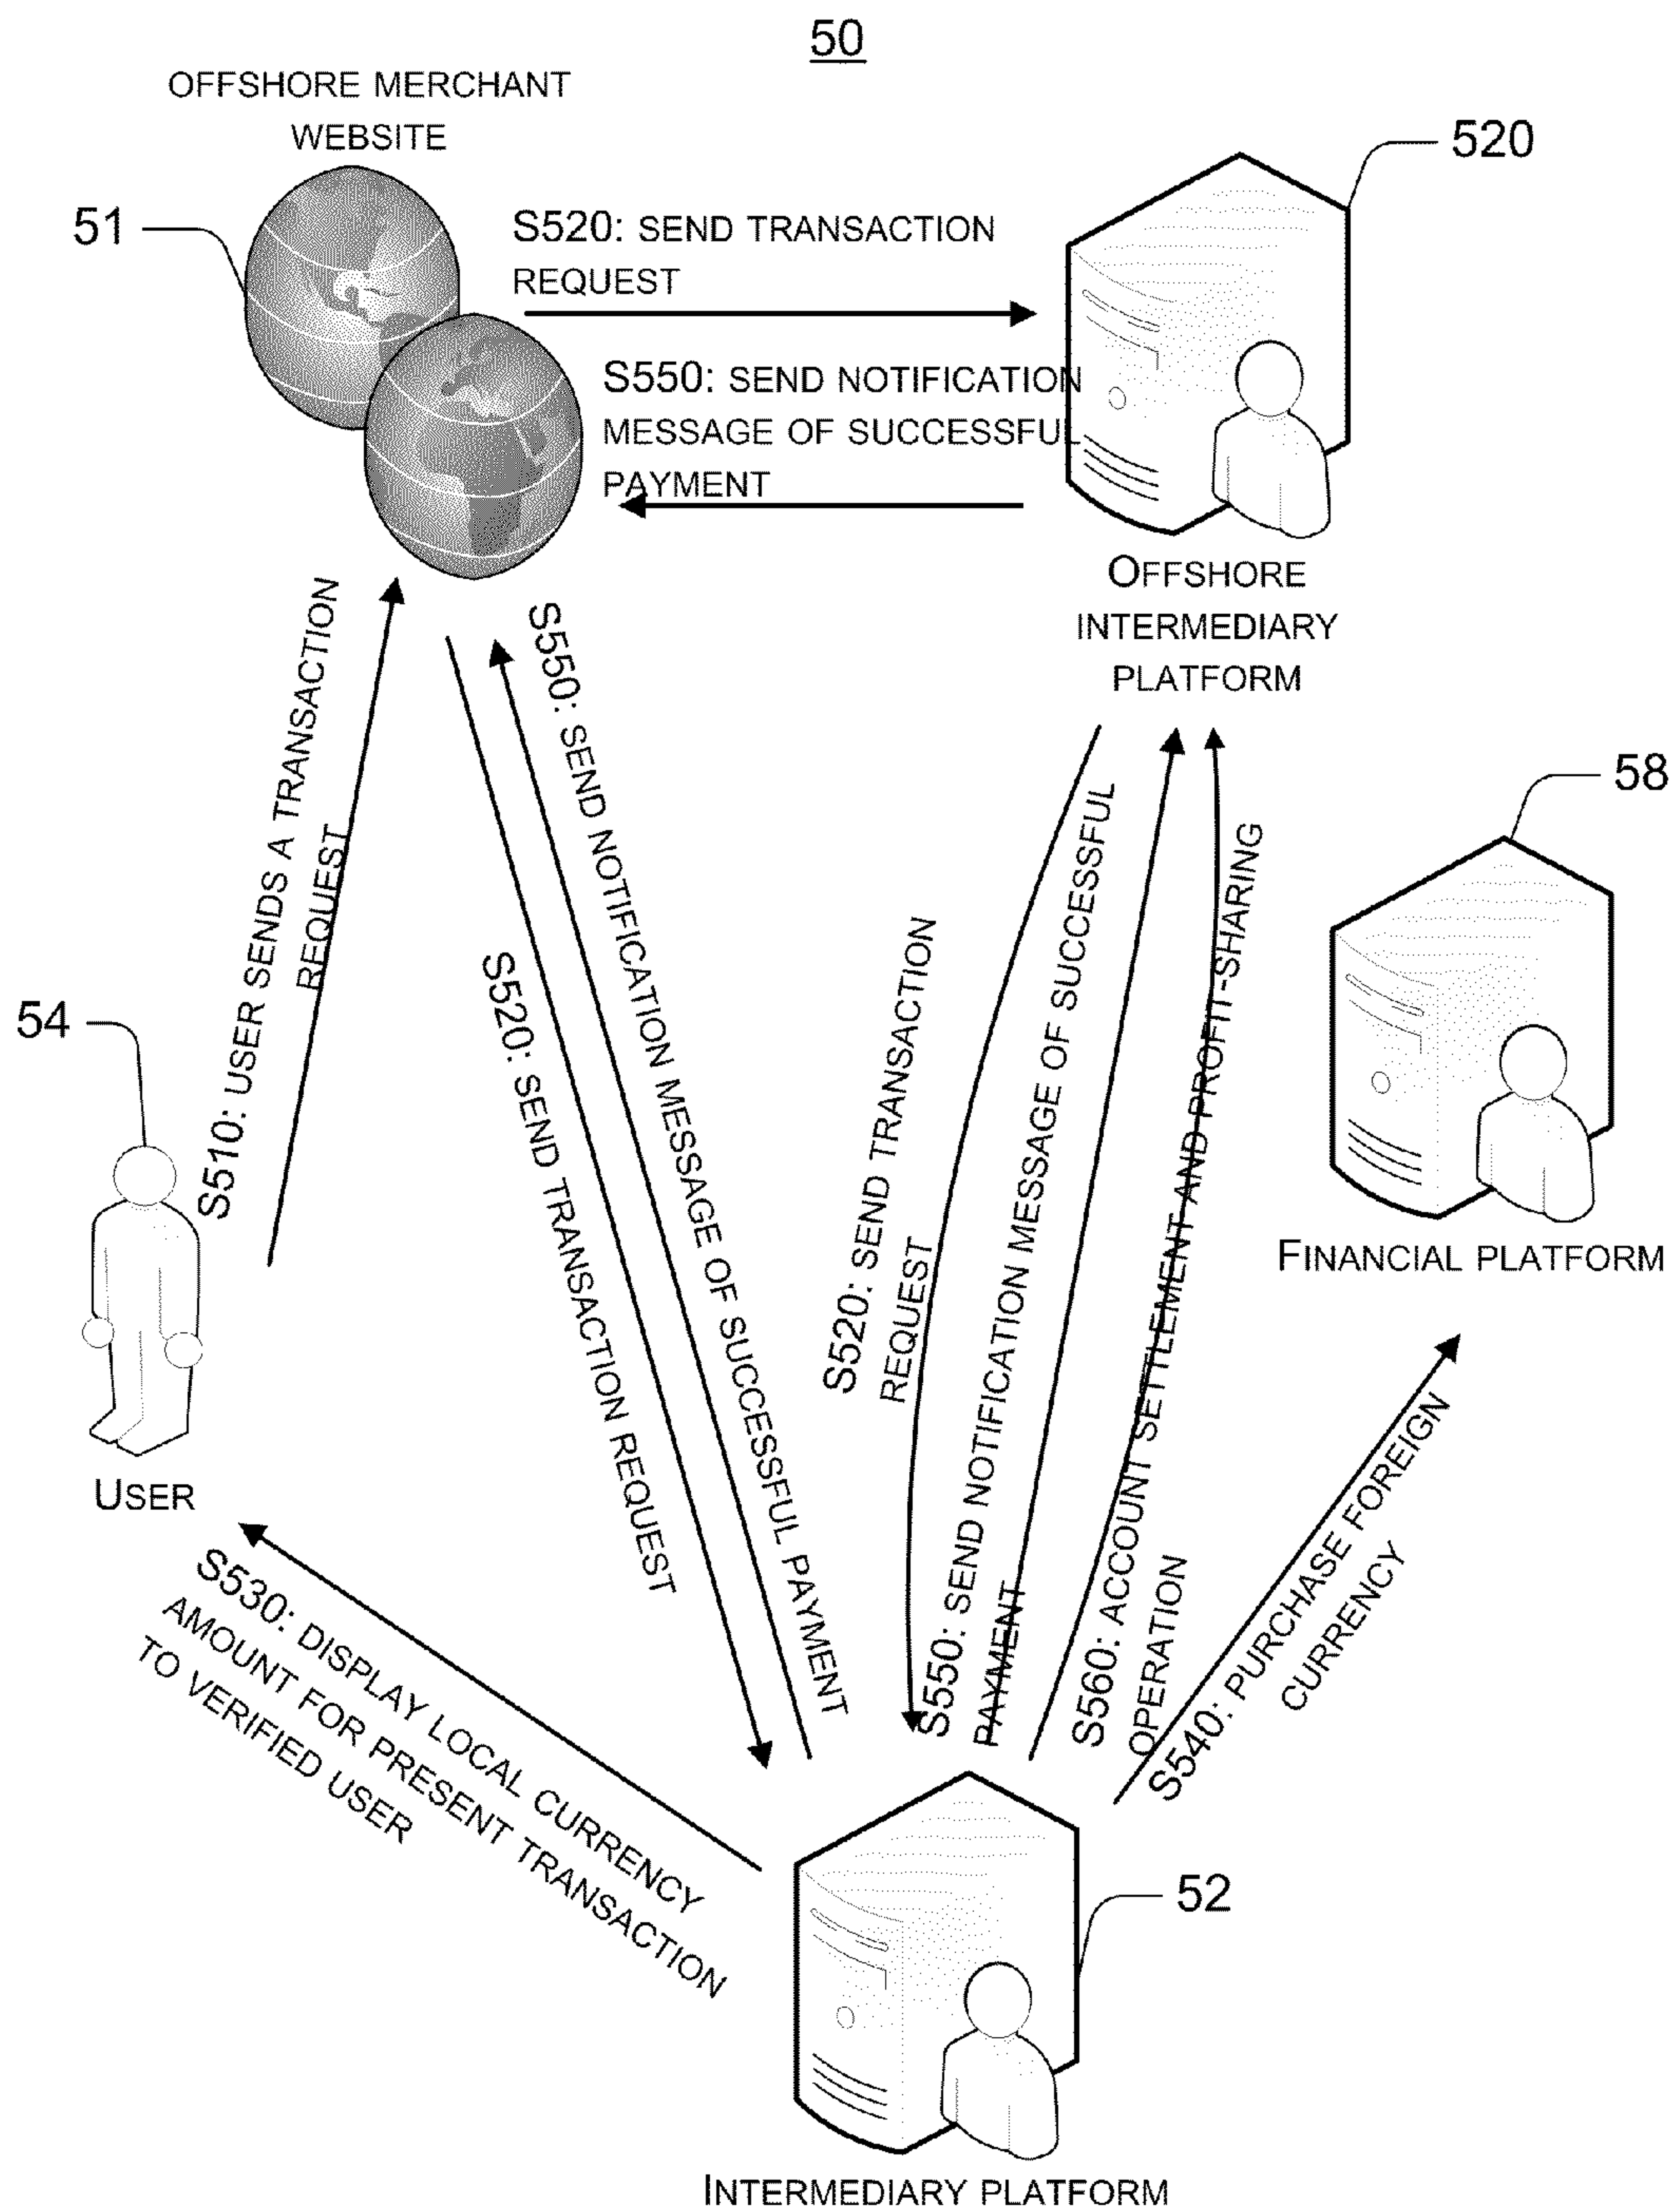 50
OFFSHORE MERCHANT
WEBSITE
51
520
S520: SEND TRANSACTION
REQUEST
S550: SEND NOTIFICATION
MESSAGE OF SUCCESSFUL
PAYMENT
OFFSHORE
INTERMEDIARY
PLATFORM
58
FINANCIAL PLATFORM
54
USER
S510: USER SENDS A TRANSACTION
REQUEST
S550: SEND NOTIFICATION MESSAGE OF SUCCESSFUL PAYMENT
S520: SEND TRANSACTION REQUEST
S520: SEND TRANSACTION
REQUEST
S550: SEND NOTIFICATION MESSAGE OF SUCCESSFUL
PAYMENT
S560: ACCOUNT SETTLEMENT AND PROFIT-SHARING
OPERATION
S540: PURCHASE FOREIGN
CURRENCY
S530: DISPLAY LOCAL CURRENCY
AMOUNT FOR PRESENT TRANSACTION
TO VERIFIED USER
52
INTERMEDIARY PLATFORM